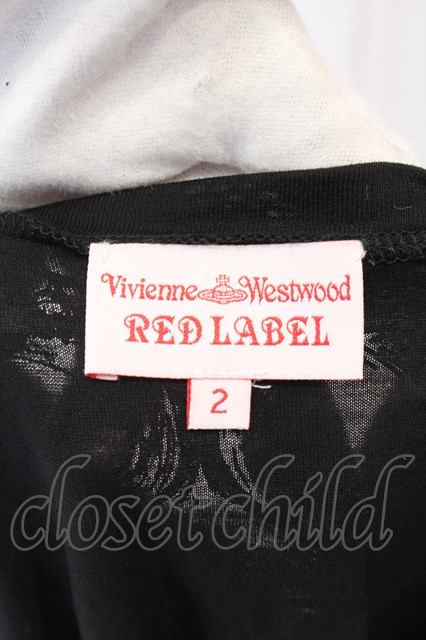 Vivienne Westwood
RED LABEL
2
closet child